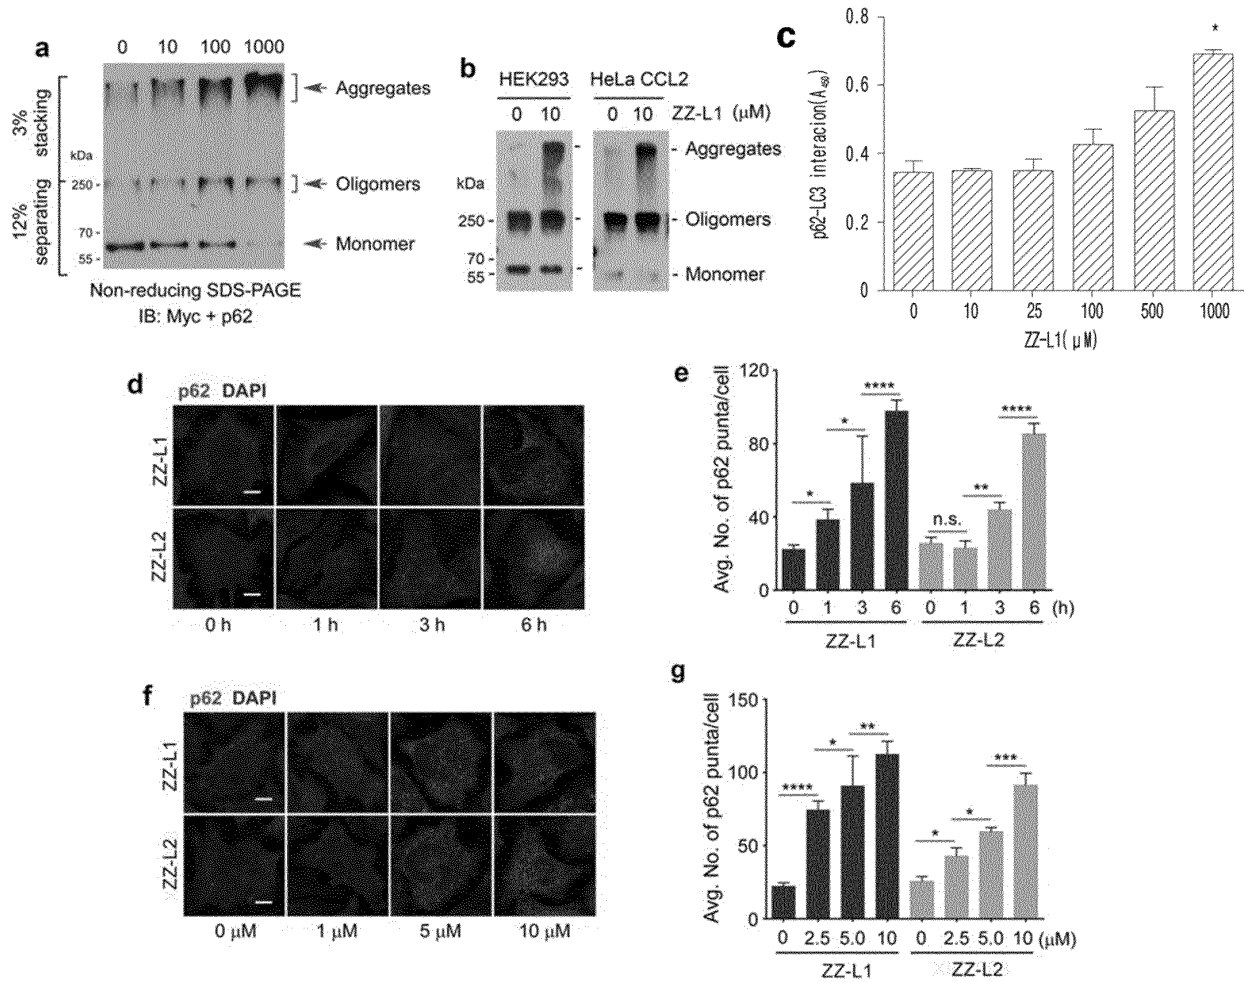 a
0 10 100 1000
3% stacking
12% separating
kDa
250
70
55
Aggregates
Oligomers
Monomer
Non-reducing SDS-PAGE
IB: Myc + p62
b
HEK293 HeLa CCL2
0 10 0 10 ZZ-L1 (μM)
kDa
250
70
55
Aggregates
Oligomers
Monomer
c
p62-LC3 interacion(A450)
0.8
0.6
0.4
0.2
0
*
0 10 25 100 500 1000
ZZ-L1(μM)
d
p62 DAPI
ZZ-L1
ZZ-L2
0 h 1 h 3 h 6 h
e
Avg. No. of p62 punta/cell
120
80
40
0
* * **** n.s. ** ****
0 1 3 6 0 1 3 6 (h)
ZZ-L1 ZZ-L2
f
p62 DAPI
ZZ-L1
ZZ-L2
0 μM 1 μM 5 μM 10 μM
g
Avg. No. of p62 punta/cell
150
100
50
0
**** * ** * * ***
0 2.5 5.0 10 0 2.5 5.0 10 (μM)
ZZ-L1 ZZ-L2